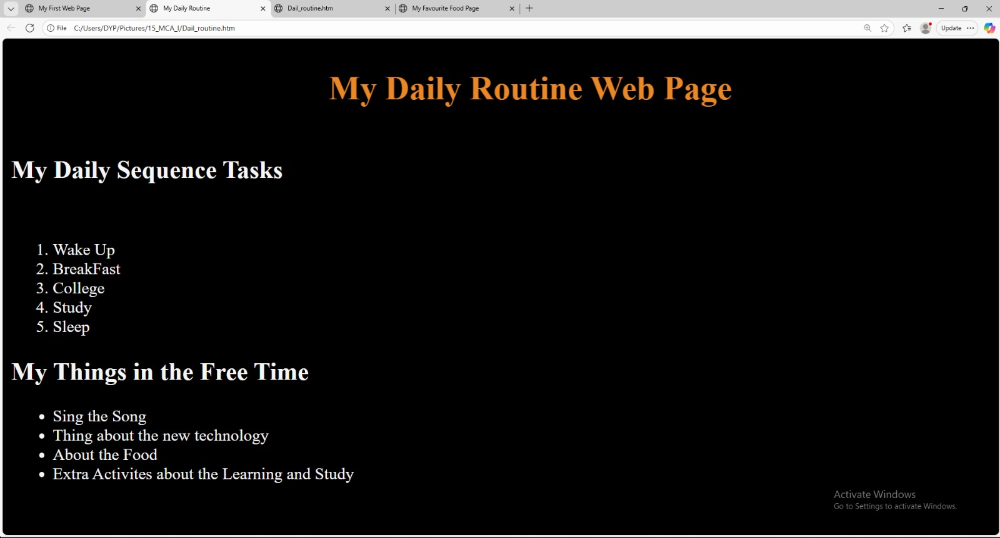 My First Web Page
My Daily Routine
Dail_routine.htm
My Favourite Food Page
File C:/Users/DYP/Pictures/15_MCA_I/Dail_routine.htm
Update
My Daily Routine Web Page
My Daily Sequence Tasks
1. Wake Up
2. BreakFast
3. College
4. Study
5. Sleep
My Things in the Free Time
• Sing the Song
• Thing about the new technology
• About the Food
• Extra Activites about the Learning and Study
Activate Windows
Go to Settings to activate Windows.